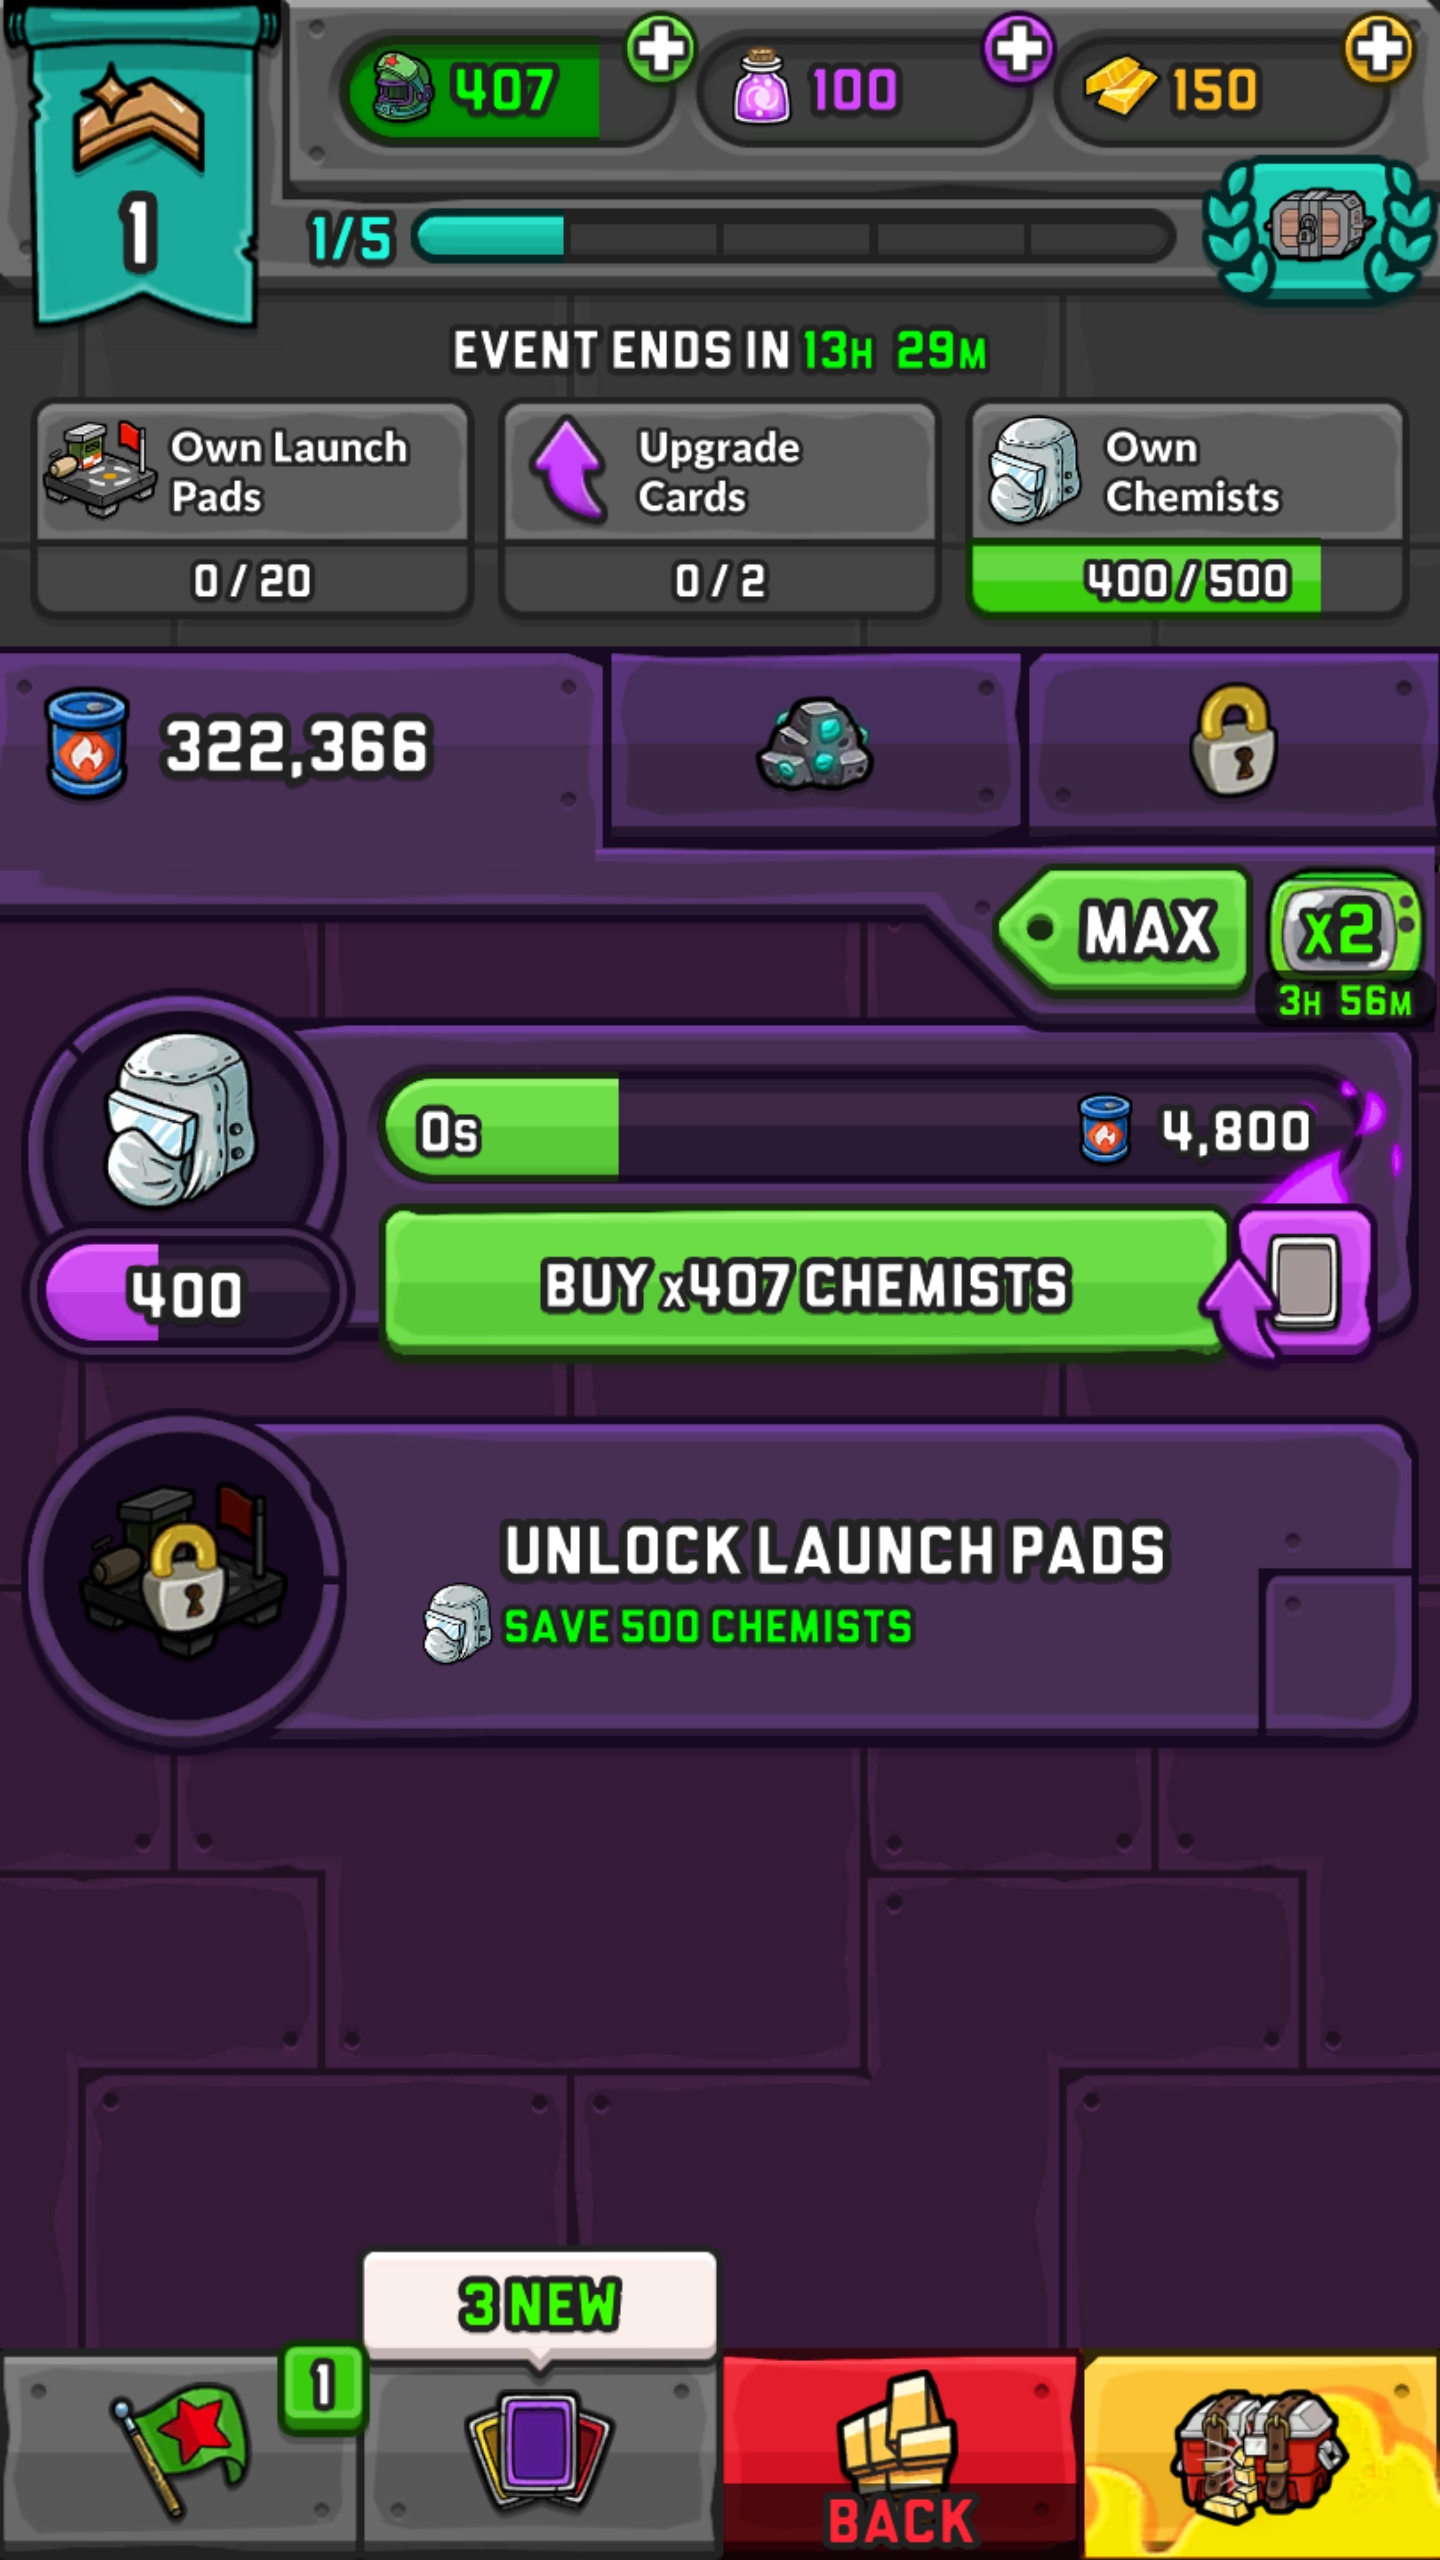 407
100
150
1
1/5
EVENT ENDS IN 13H 29M
Own Launch
Pads
0 / 20
Upgrade
Cards
0 / 2
Own
Chemists
400 / 500
322,366
MAX
x2
3H 56M
0s
4,800
400
BUY x407 CHEMISTS
UNLOCK LAUNCH PADS
SAVE 500 CHEMISTS
3 NEW
1
BACK